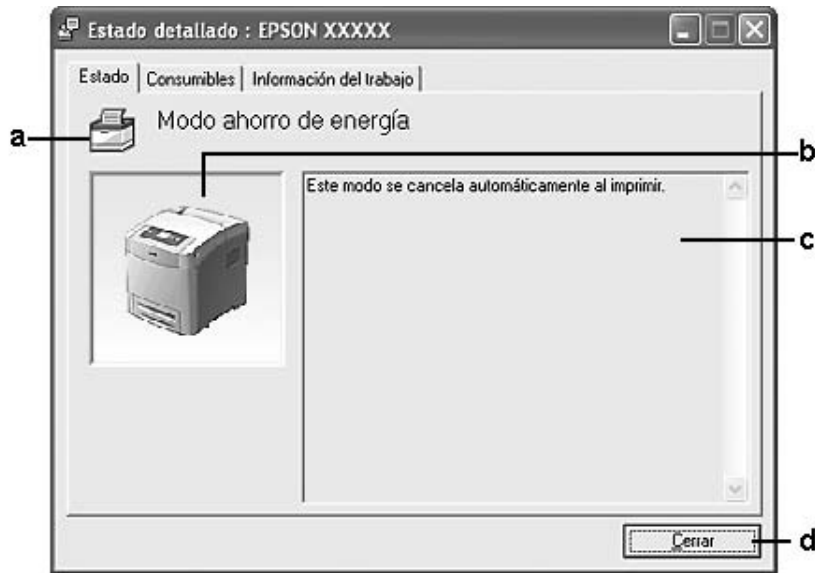 Estado detallado : EPSON XXXXX
Estado Consumibles Información del trabajo
a
Modo ahorro de energía
b
Este modo se cancela automáticamente al imprimir.
c
Cerrar
d